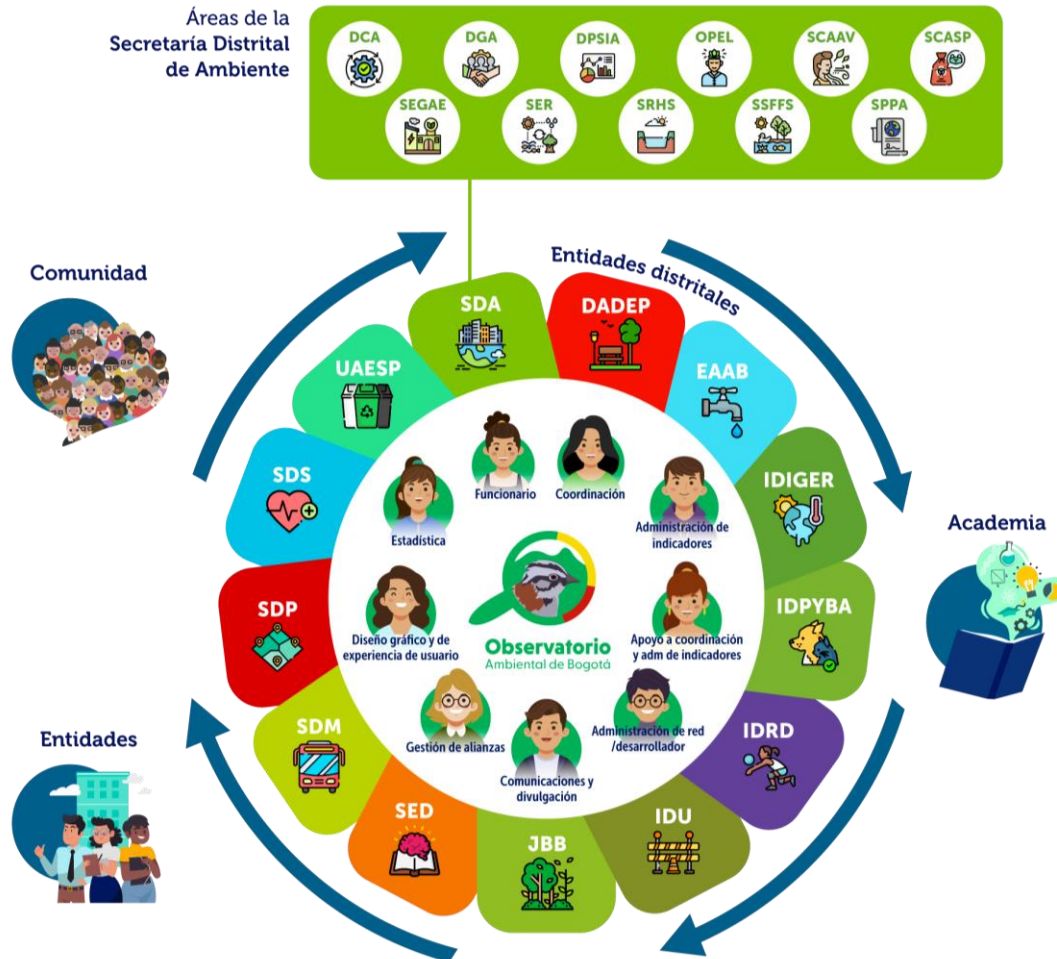 Áreas de la
Secretaría Distrital
de Ambiente
DCA
DGA
DPSIA
OPEL
SCAAV
SCASP
SEGAE
SER
SRHS
SSFFS
SPPA
Comunidad
Entidades distritales
SDA
DADEP
UAESP
EAAB
SDS
IDIGER
Academia
SDP
IDPYBA
SDM
IDRD
Entidades
SED
JBB
IDU
Funcionario
Coordinación
Estadística
Administración de
indicadores
Diseño gráfico y de
experiencia de usuario
Observatorio
Ambiental de Bogotá
Apoyo a coordinación
y adm de indicadores
Gestión de alianzas
Administración de red
/desarrollador
Comunicaciones y
divulgación